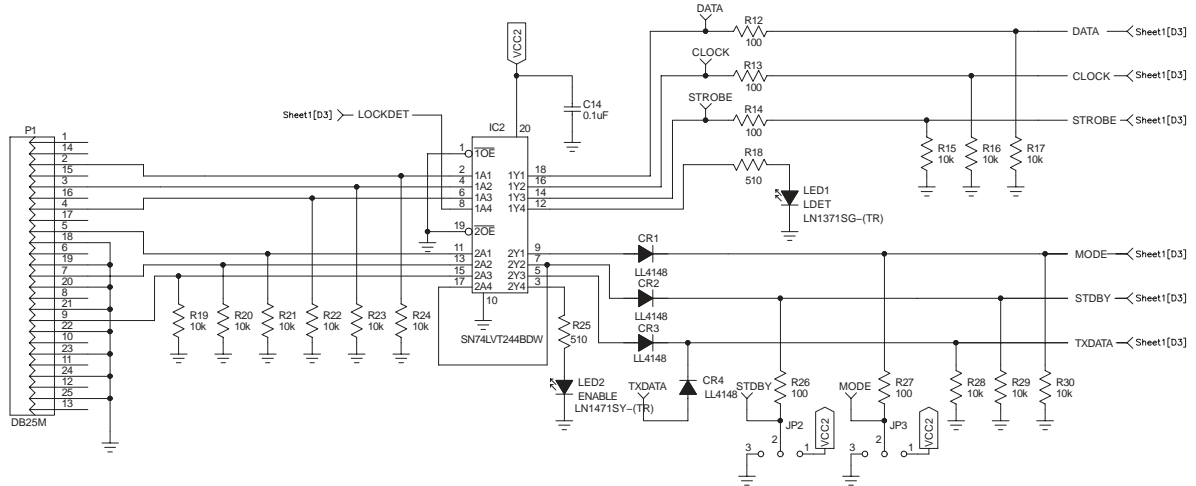 DATA
R12
100
DATA
Sheet1[D3]
VCC2
CLOCK
R13
100
CLOCK
Sheet1[D3]
C14
0.1uF
STROBE
R14
100
STROBE
Sheet1[D3]
Sheet1[D3]
LOCKDET
R15
10k
R16
10k
R17
10k
R18
510
LED1
LDET
LN1371SG-(TR)
P1
1
14
2
15
3
16
4
17
5
18
6
19
7
20
8
21
9
22
10
23
11
24
12
25
13
DB25M
IC2
20
1
1OE
2
1A1
1Y1
18
4
1A2
1Y2
16
6
1A3
1Y3
14
8
1A4
1Y4
12
19
2OE
11
2A1
2Y1
9
13
2A2
2Y2
7
15
2A3
2Y3
5
17
2A4
2Y4
3
10
SN74LVT244BDW
R19
10k
R20
10k
R21
10k
R22
10k
R23
10k
R24
10k
R25
510
LED2
ENABLE
LN1471SY-(TR)
CR1
LL4148
MODE
Sheet1[D3]
CR2
LL4148
STDBY
Sheet1[D3]
CR3
LL4148
TXDATA
Sheet1[D3]
TXDATA
CR4
LL4148
STDBY
R26
100
MODE
R27
100
R28
10k
R29
10k
R30
10k
JP2
3
2
1
VCC2
JP3
3
2
1
VCC2